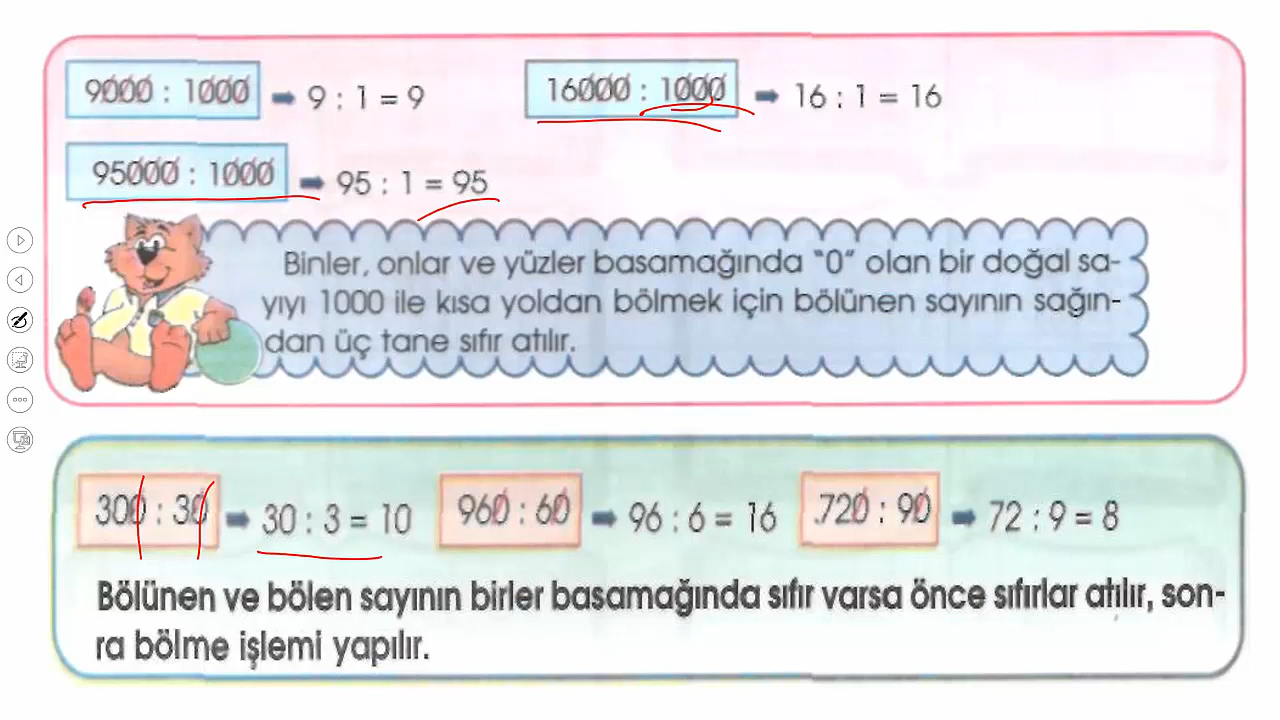 9000 : 1000 ➡ 9 : 1 = 9
16000 : 1000 ➡ 16 : 1 = 16
95000 : 1000 ➡ 95 : 1 = 95
Binler, onlar ve yüzler basamağında "0" olan bir doğal sa-
yıyı 1000 ile kısa yoldan bölmek için bölünen sayının sağın-
dan üç tane sıfır atılır.
300 : 30 ➡ 30 : 3 = 10
960 : 60 ➡ 96 : 6 = 16
720 : 90 ➡ 72 : 9 = 8
Bölünen ve bölen sayının birler basamağında sıfır varsa önce sıfırlar atılır, son-
ra bölme işlemi yapılır.